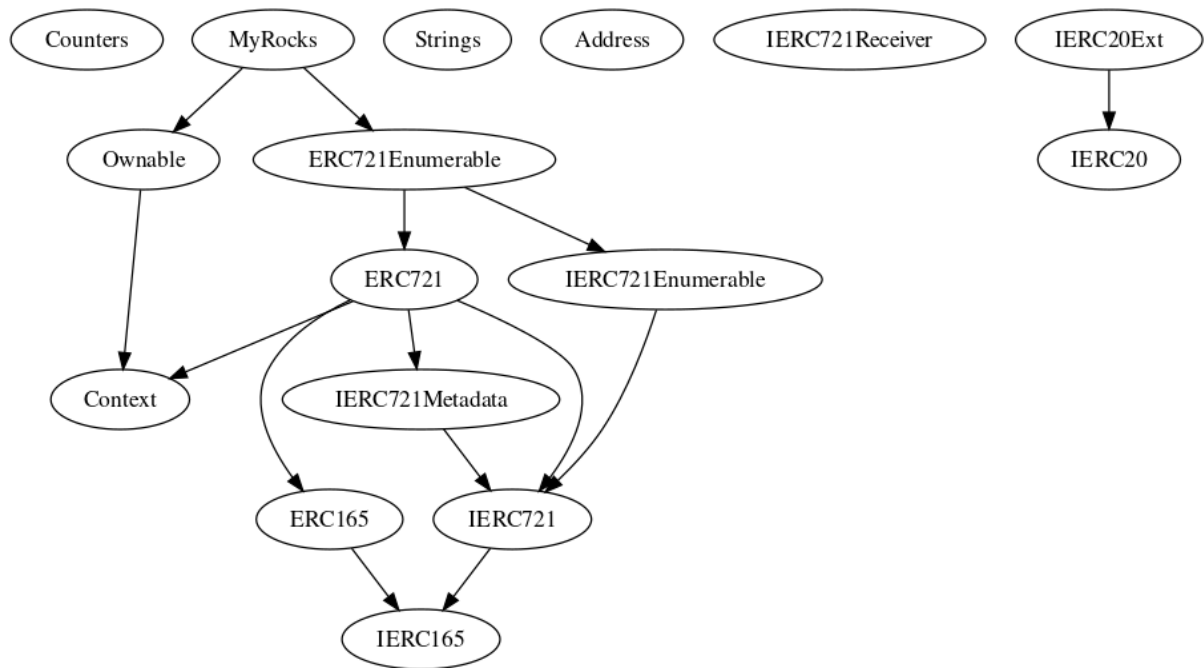 Counters
MyRocks
Strings
Address
IERC721Receiver
IERC20Ext
Ownable
ERC721Enumerable
IERC20
ERC721
IERC721Enumerable
Context
IERC721Metadata
ERC165
IERC721
IERC165